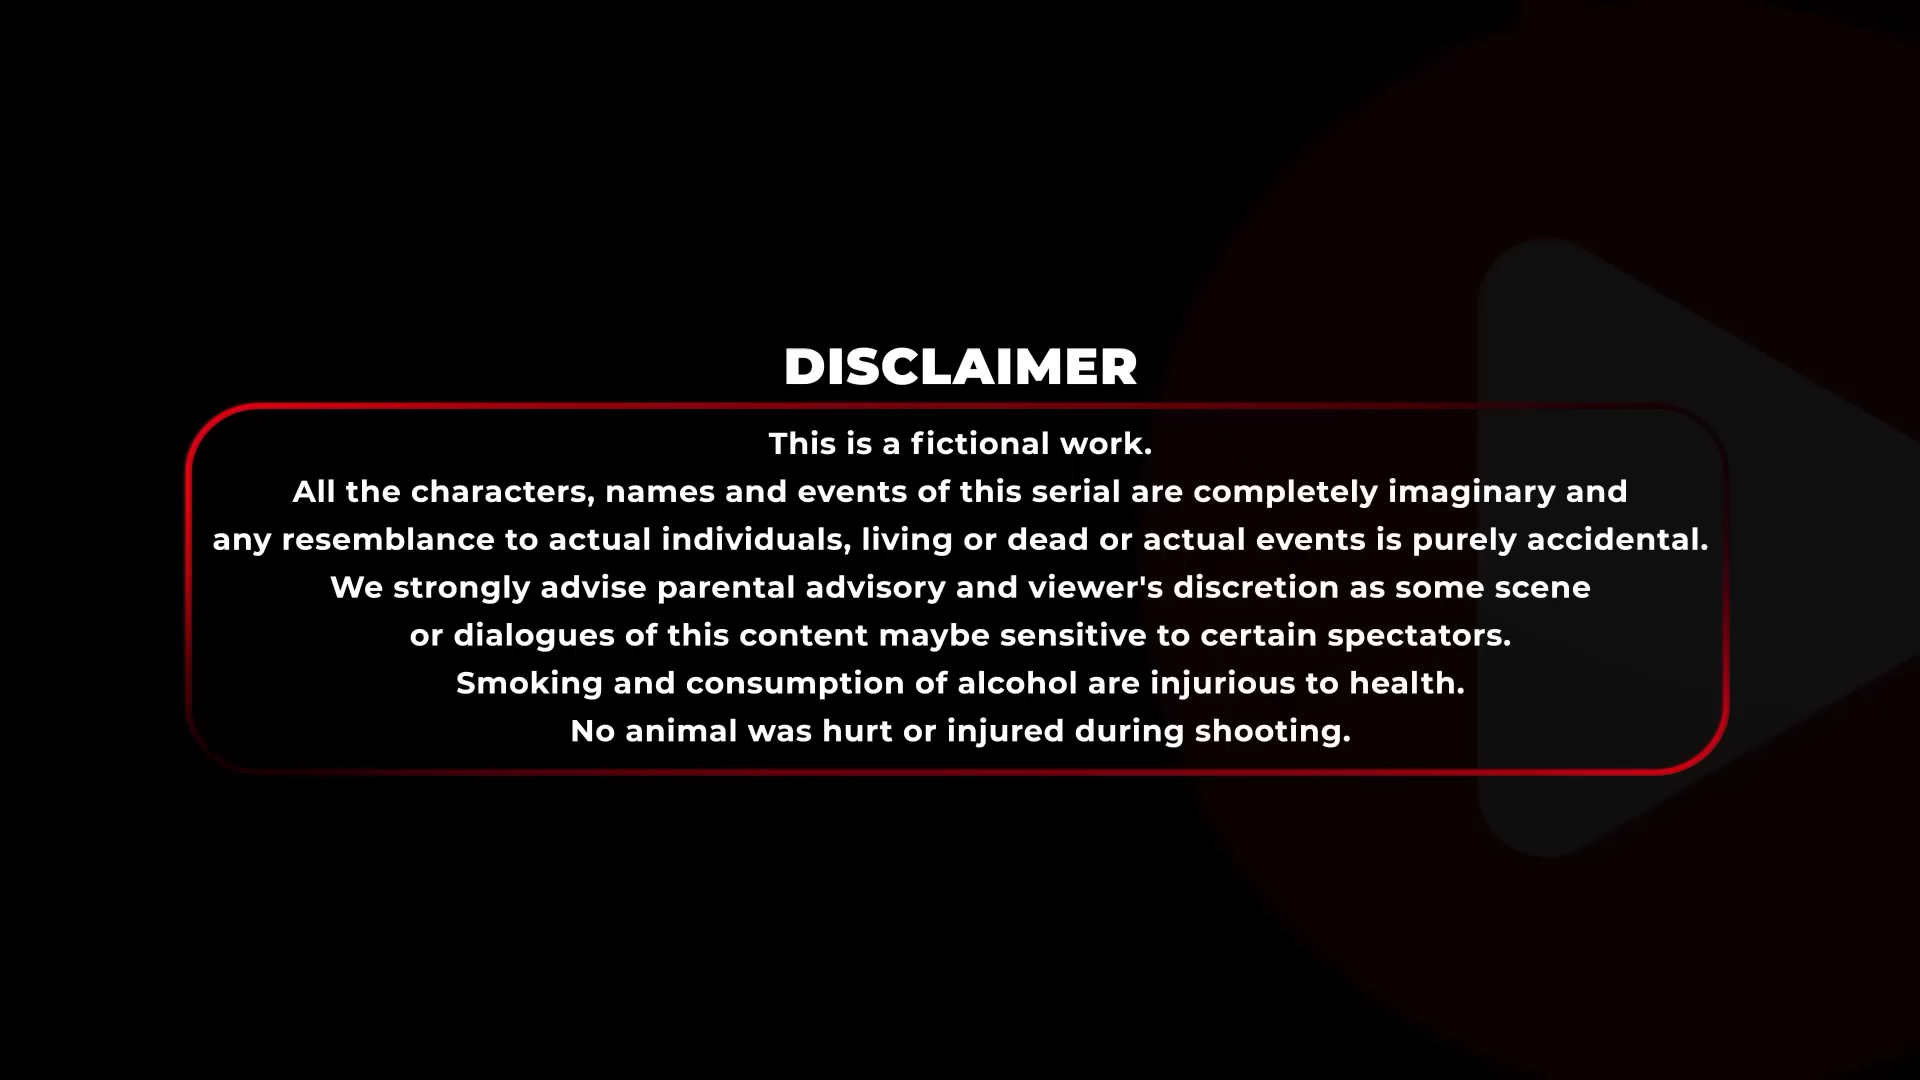 DISCLAIMER
This is a fictional work.
All the characters, names and events of this serial are completely imaginary and
any resemblance to actual individuals, living or dead or actual events is purely accidental.
We strongly advise parental advisory and viewer's discretion as some scene
or dialogues of this content maybe sensitive to certain spectators.
Smoking and consumption of alcohol are injurious to health.
No animal was hurt or injured during shooting.